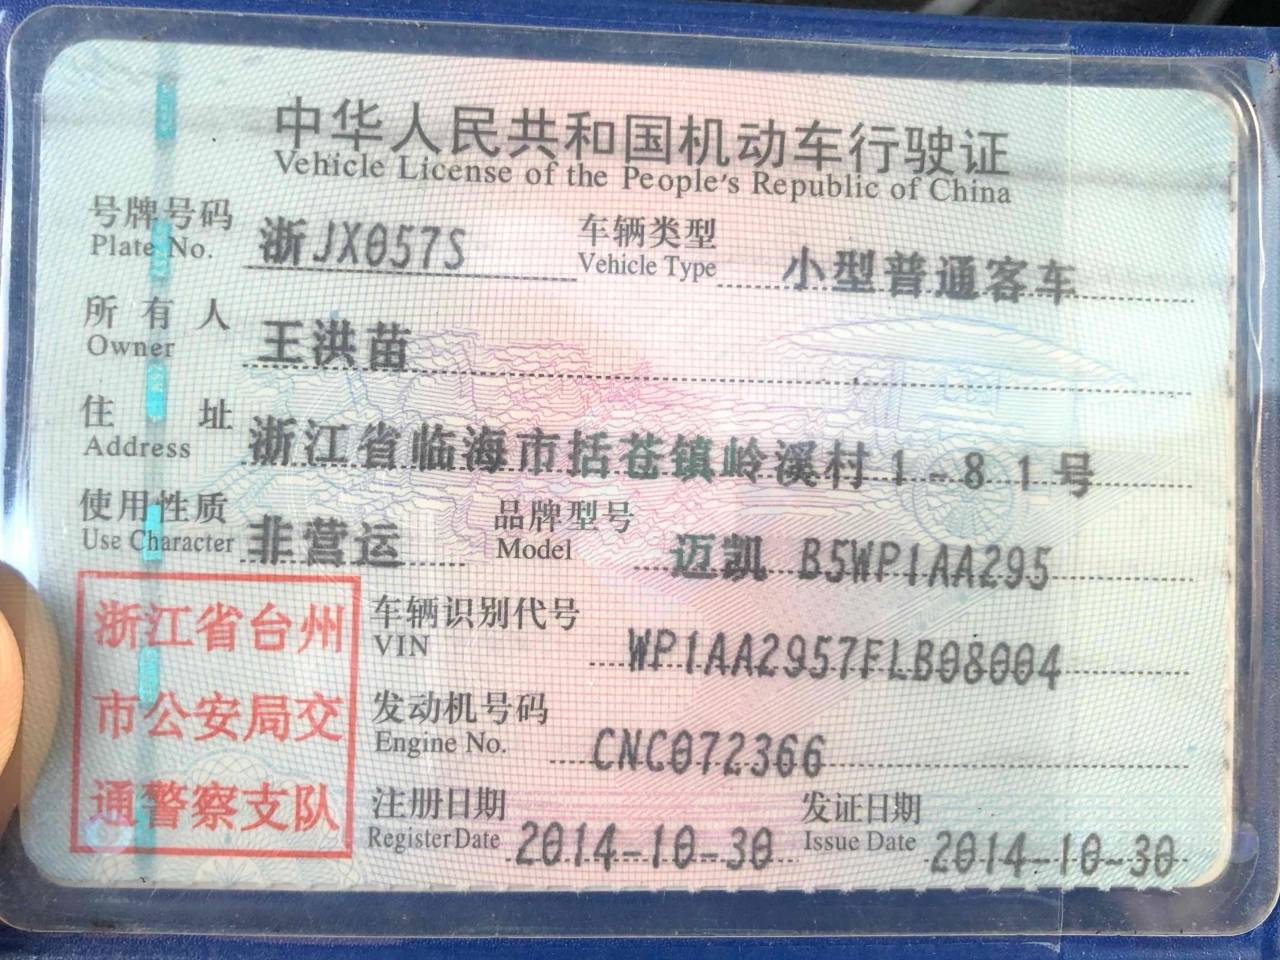 中华人民共和国机动车行驶证
Vehicle License of the People's Republic of China
号牌号码 浙JX057S 车辆类型 小型普通客车
Plate No. Vehicle Type
所有人 王洪苗
Owner
住址 浙江省临海市括苍镇岭溪村1-81号
Address
使用性质 非营运 品牌型号 迈凯 B5WP1AA295
Use Character Model
浙江省台州
市公安局交
通警察支队
车辆识别代号 WP1AA2957FLB08004
VIN
发动机号码 CNC072366
Engine No.
注册日期 2014-10-30 发证日期 2014-10-30
Register Date Issue Date